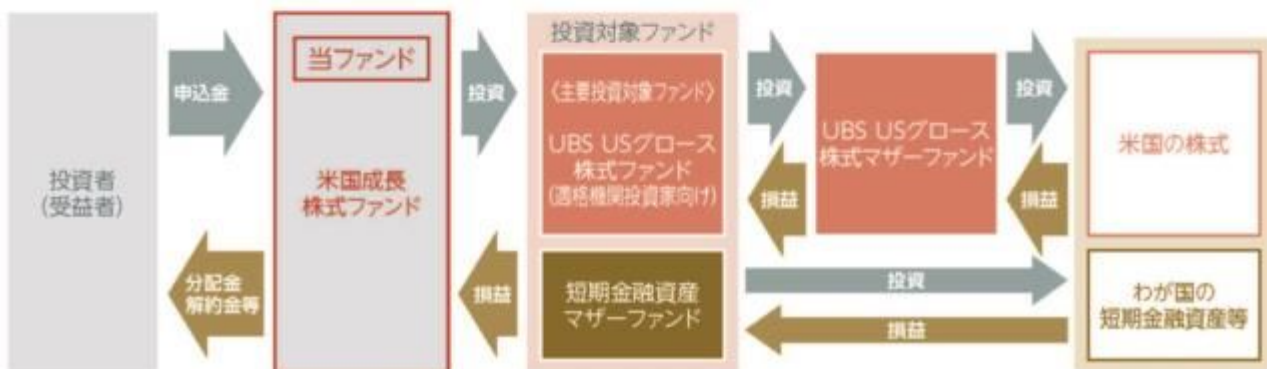 投資者
(受益者)
申込金
分配金
解約金等
当ファンド
米国成長
株式ファンド
投資
損益
投資対象ファンド
〈主要投資対象ファンド〉
UBS USグロース
株式ファンド
(適格機関投資家向け)
短期金融資産
マザーファンド
投資
損益
UBS USグロース
株式マザーファンド
投資
損益
投資
損益
米国の株式
わが国の
短期金融資産等